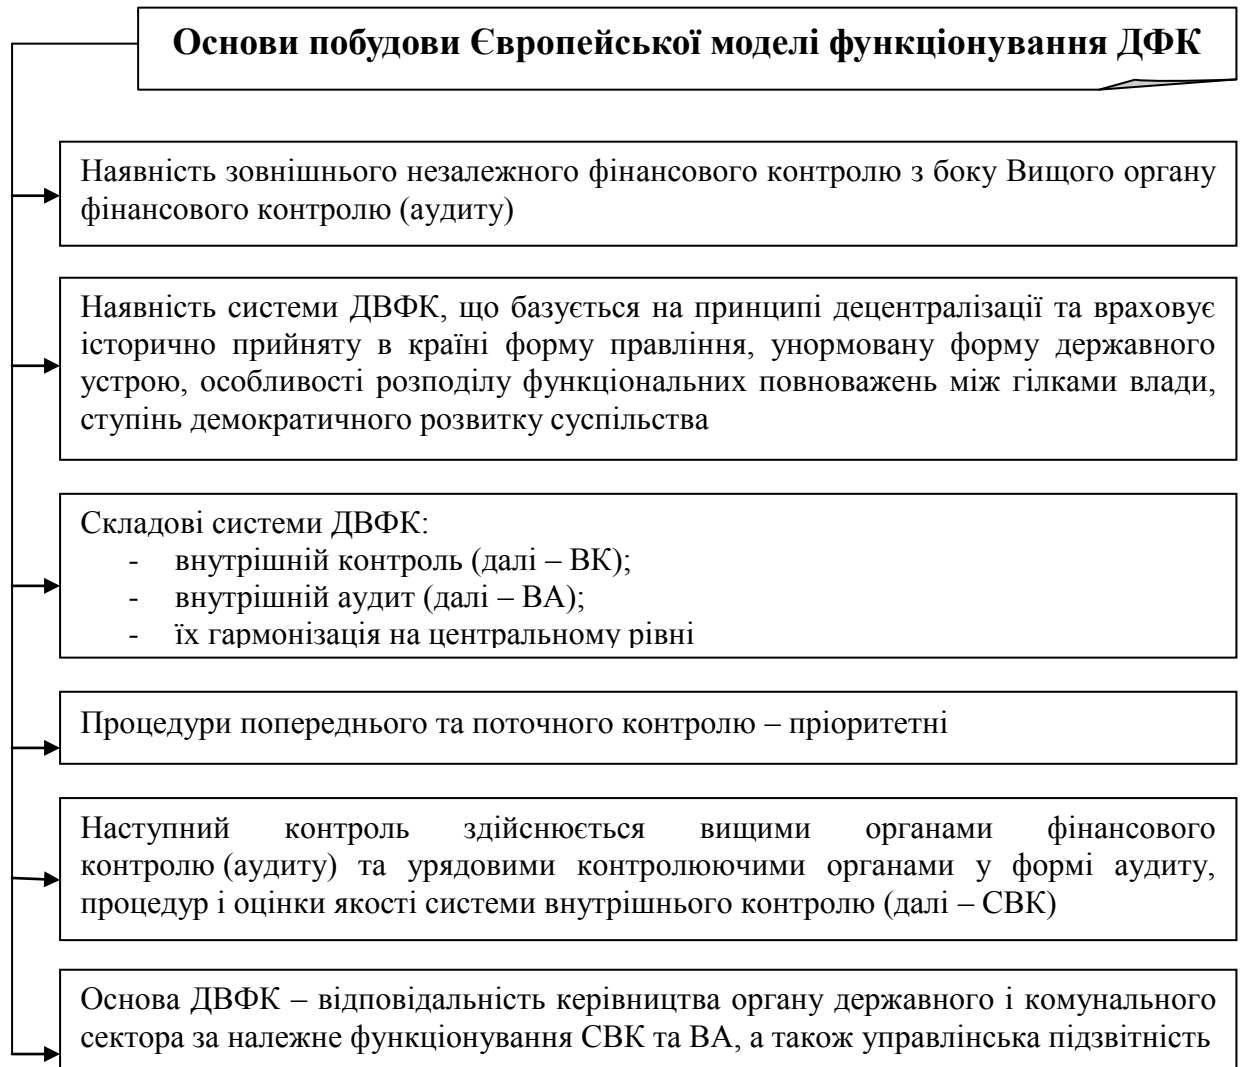 Основи побудови Європейської моделі функціонування ДФК
Наявність зовнішнього незалежного фінансового контролю з боку Вищого органу
фінансового контролю (аудиту)
Наявність системи ДВФК, що базується на принципі децентралізації та враховує
історично прийняту в країні форму правління, унормовану форму державного
устрою, особливості розподілу функціональних повноважень між гілками влади,
ступінь демократичного розвитку суспільства
Складові системи ДВФК:
- внутрішній контроль (далі – ВК);
- внутрішній аудит (далі – ВА);
- їх гармонізація на центральному рівні
Процедури попереднього та поточного контролю – пріоритетні
Наступний контроль здійснюється вищими органами фінансового
контролю (аудиту) та урядовими контролюючими органами у формі аудиту,
процедур і оцінки якості системи внутрішнього контролю (далі – СВК)
Основа ДВФК – відповідальність керівництва органу державного і комунального
сектора за належне функціонування СВК та ВА, а також управлінська підзвітність